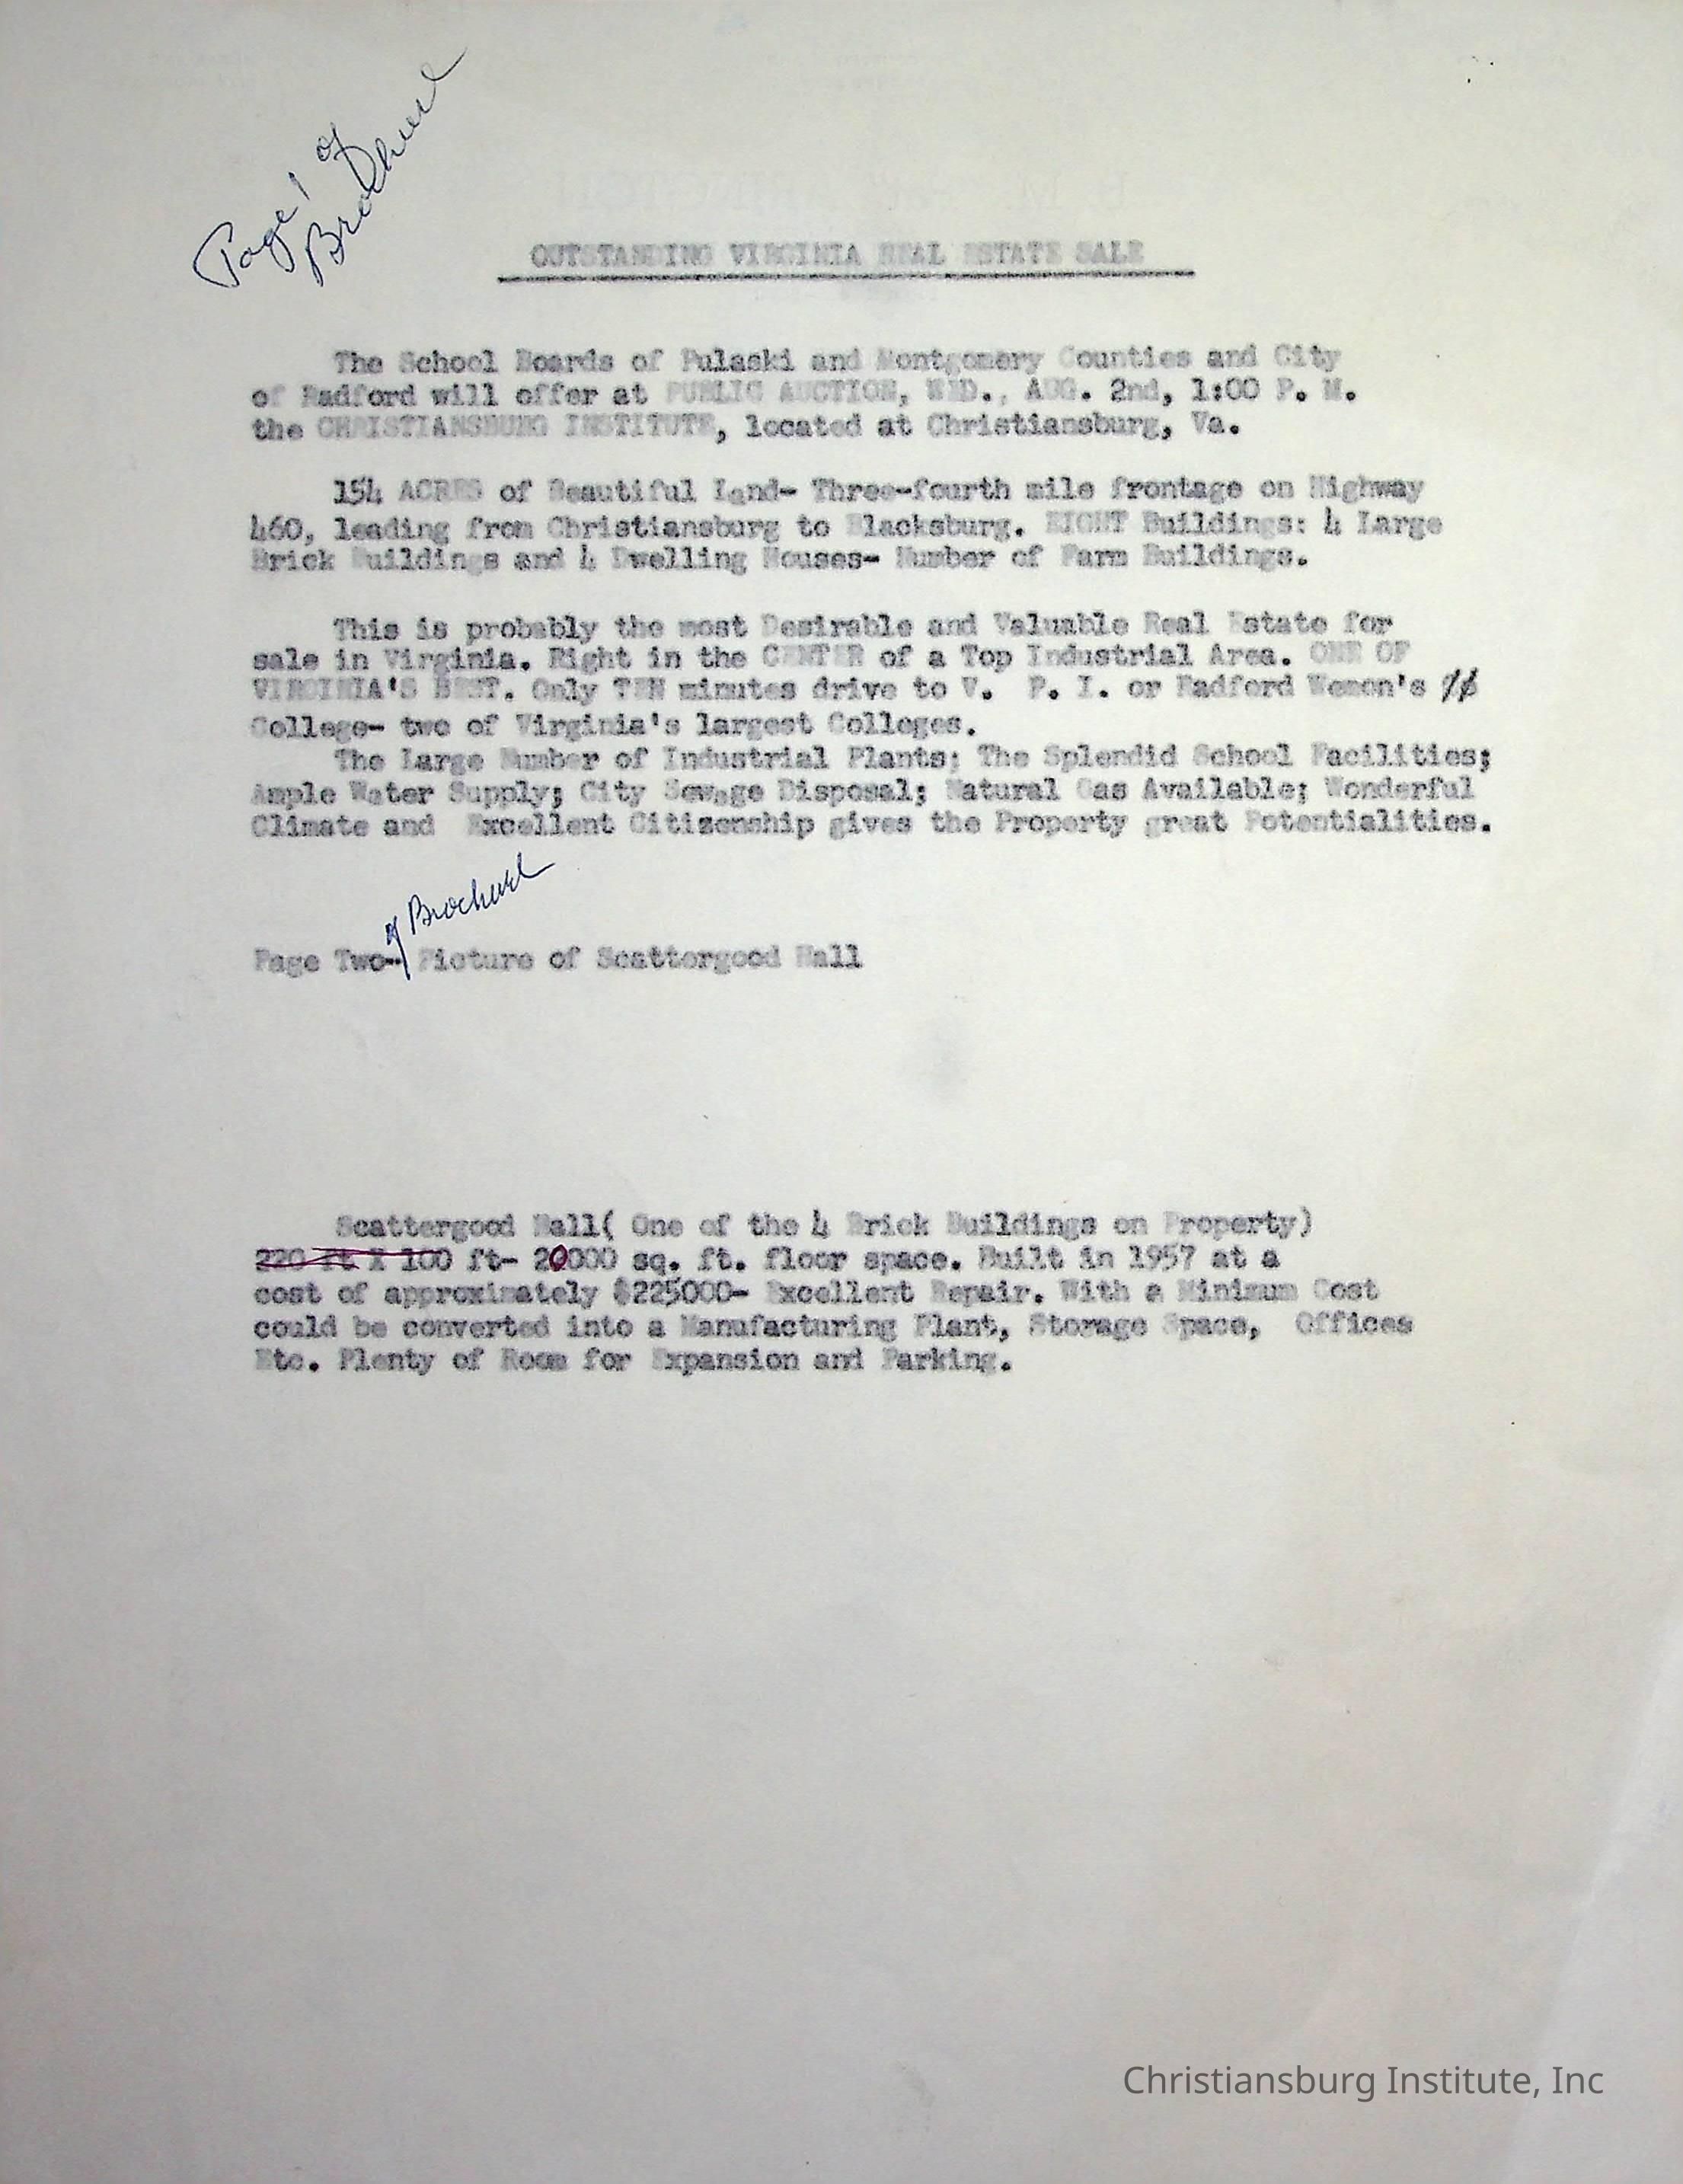 Page 1 of
Brochure
OUTSTANDING VIRGINIA REAL ESTATE SALE
The School Boards of Pulaski and Montgomery Counties and City
of Radford will offer at PUBLIC AUCTION, WED., AUG. 2nd, 1:00 P. M.
the CHRISTIANSBURG INSTITUTE, located at Christiansburg, Va.
154 ACRES of Beautiful Land- Three-fourth mile frontage on Highway
460, leading from Christiansburg to Blacksburg. EIGHT Buildings: 4 Large
Brick Buildings and 4 Dwelling Houses- Number of Farm Buildings.
This is probably the most Desirable and Valuable Real Estate for
sale in Virginia. Right in the CENTER of a Top Industrial Area. ONE OF
VIRGINIA'S BEST. Only TEN minutes drive to V. P. I. or Radford Wemon's
College- two of Virginia's largest Colleges.
The Large Number of Industrial Plants; The Splendid School Facilities;
Ample Water Supply; City Sewage Disposal; Natural Gas Available; Wonderful
Climate and Excellent Citizenship gives the Property great Potentialities.
of Brochure
Page Two- Picture of Scattergood Hall
Scattergood Hall( One of the 4 Brick Buildings on Property)
220 ft X 100 ft- 20000 sq. ft. floor space. Built in 1957 at a
cost of approximately $225000- Excellent Repair. With a Minimum Cost
could be converted into a Manufacturing Plant, Storage Space, Offices
Etc. Plenty of Room for Expansion and Parking.
Christiansburg Institute, Inc